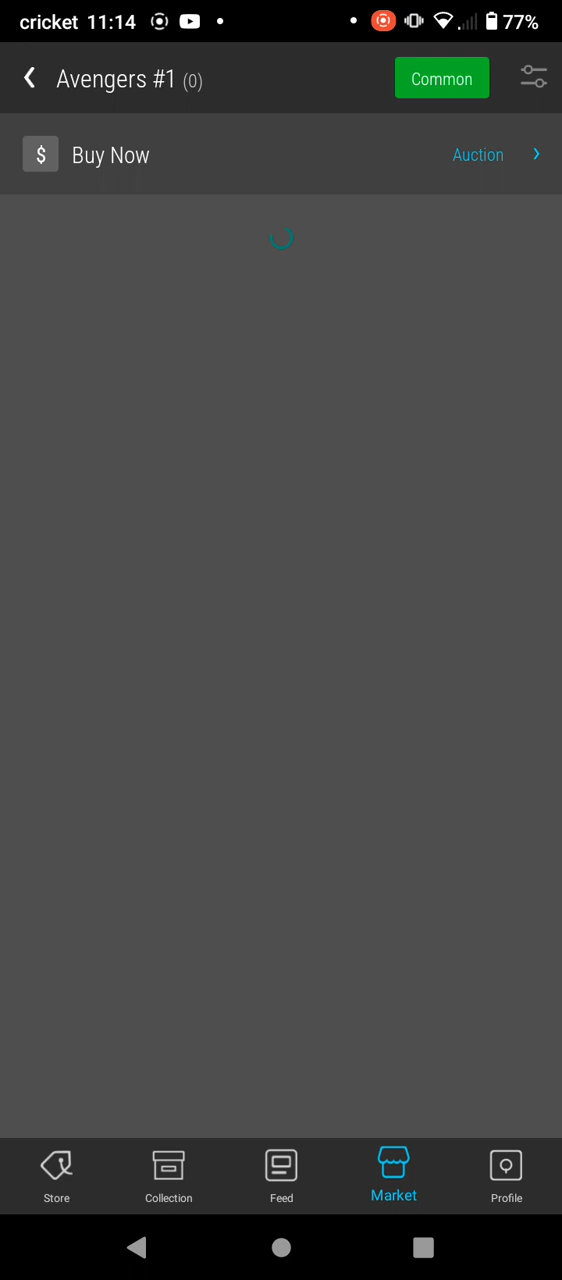 cricket 11:14 77%
Avengers #1 (0) Common
$ Buy Now Auction
Store Collection Feed Market Profile